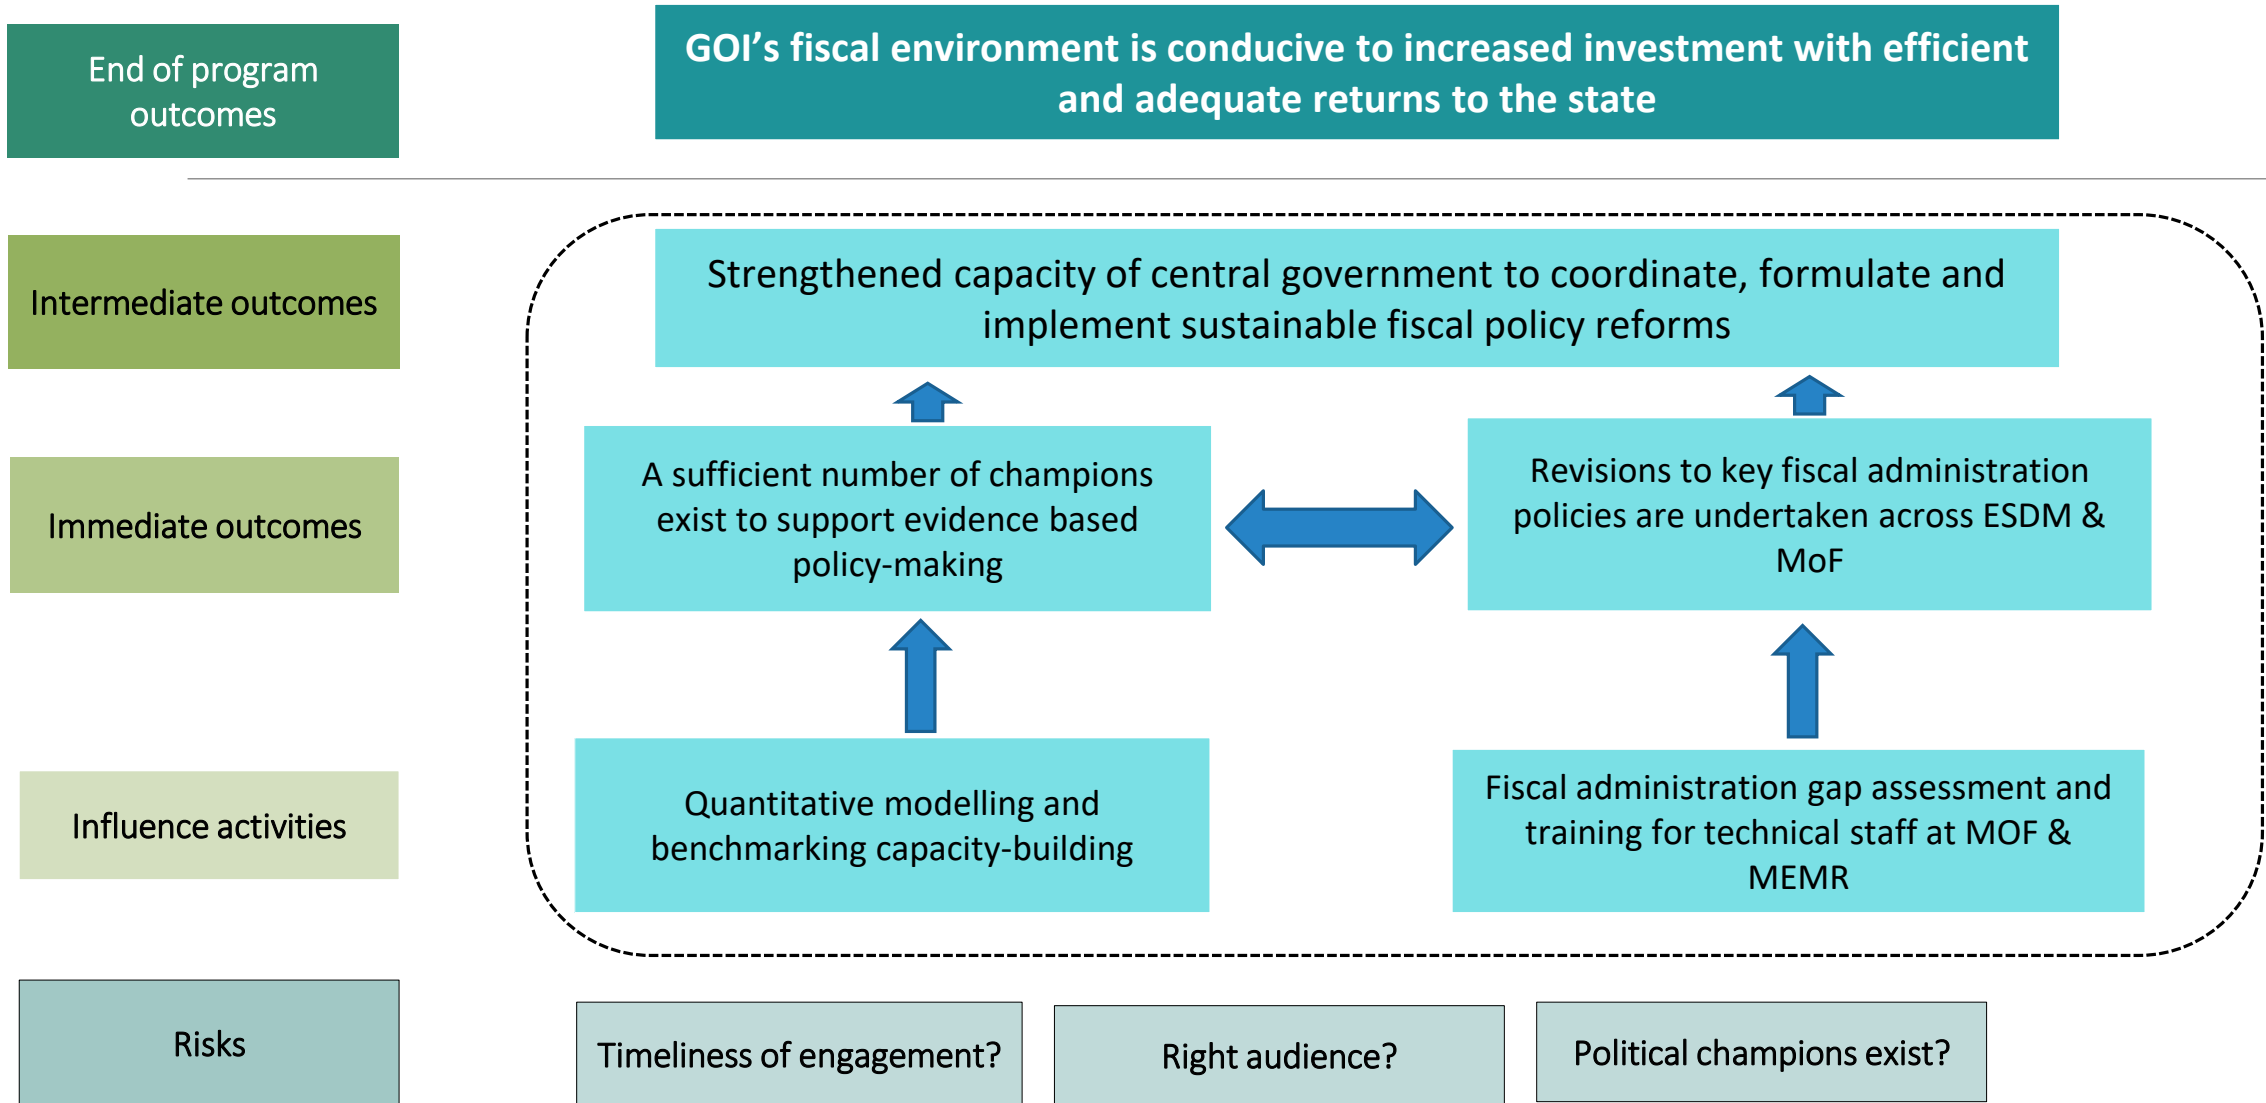 End of program
outcomes
GOI’s fiscal environment is conducive to increased investment with efficient
and adequate returns to the state
Intermediate outcomes
Strengthened capacity of central government to coordinate, formulate and
implement sustainable fiscal policy reforms
Immediate outcomes
A sufficient number of champions
exist to support evidence based
policy-making
Revisions to key fiscal administration
policies are undertaken across ESDM &
MoF
Influence activities
Quantitative modelling and
benchmarking capacity-building
Fiscal administration gap assessment and
training for technical staff at MOF &
MEMR
Risks
Timeliness of engagement?
Right audience?
Political champions exist?